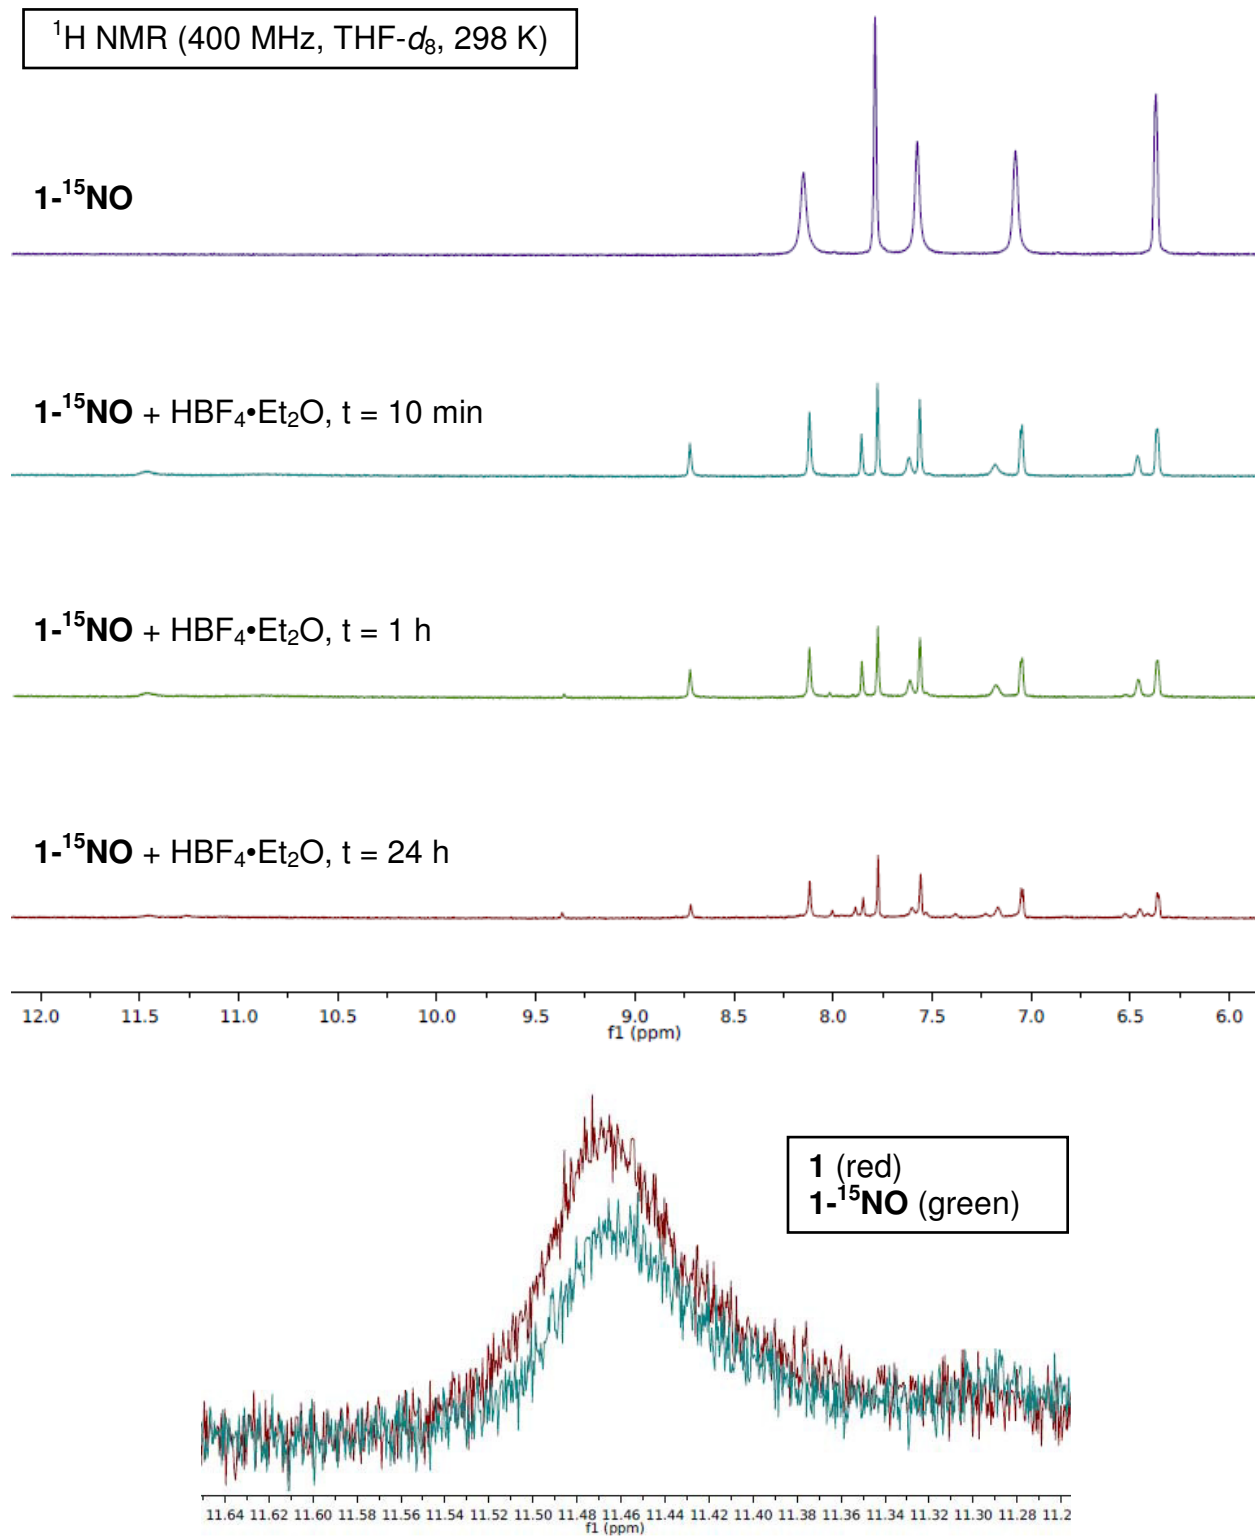 ¹H NMR (400 MHz, THF-d₈, 298 K)
1-¹⁵NO
1-¹⁵NO + HBF₄•Et₂O, t = 10 min
1-¹⁵NO + HBF₄•Et₂O, t = 1 h
1-¹⁵NO + HBF₄•Et₂O, t = 24 h
12.0 11.5 11.0 10.5 10.0 9.5 9.0 8.5 8.0 7.5 7.0 6.5 6.0
f1 (ppm)
1 (red)
1-¹⁵NO (green)
11.64 11.62 11.60 11.58 11.56 11.54 11.52 11.50 11.48 11.46 11.44 11.42 11.40 11.38 11.36 11.34 11.32 11.30 11.28 11.2
f1 (ppm)